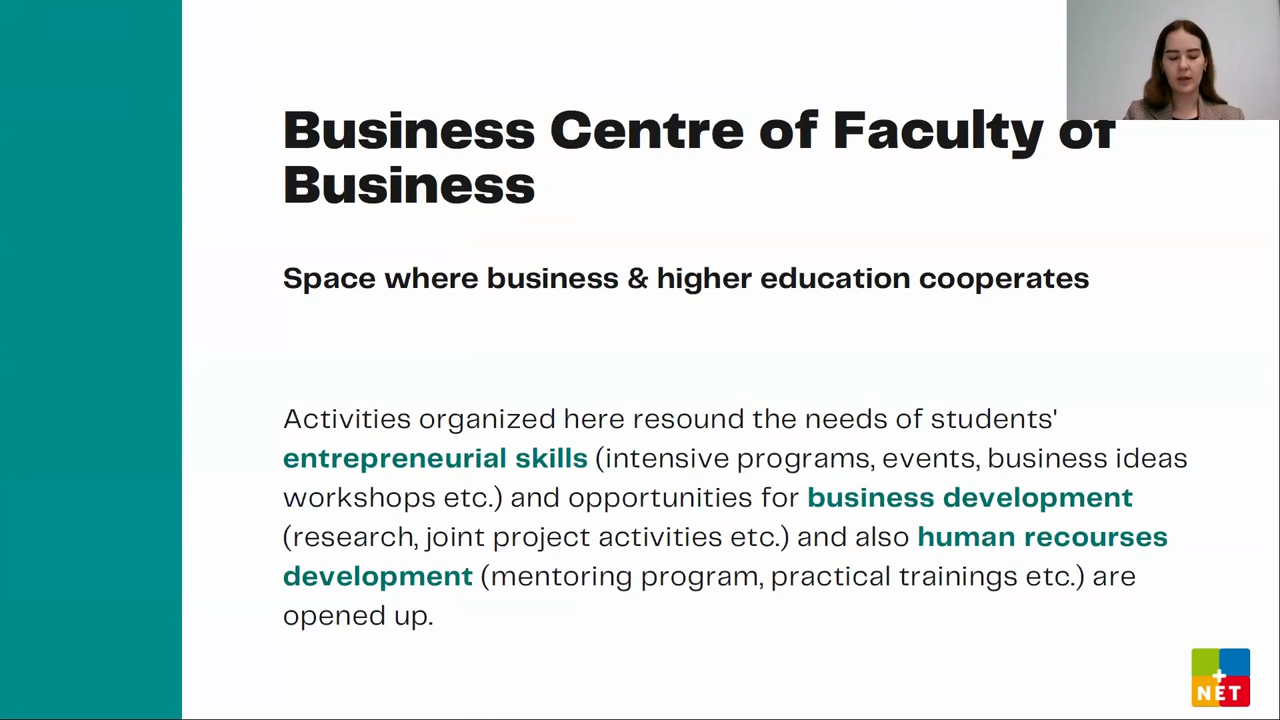 Business Centre of Faculty of
Business
Space where business & higher education cooperates
Activities organized here resound the needs of students'
entrepreneurial skills (intensive programs, events, business ideas
workshops etc.) and opportunities for business development
(research, joint project activities etc.) and also human recourses
development (mentoring program, practical trainings etc.) are
opened up.
+
NET